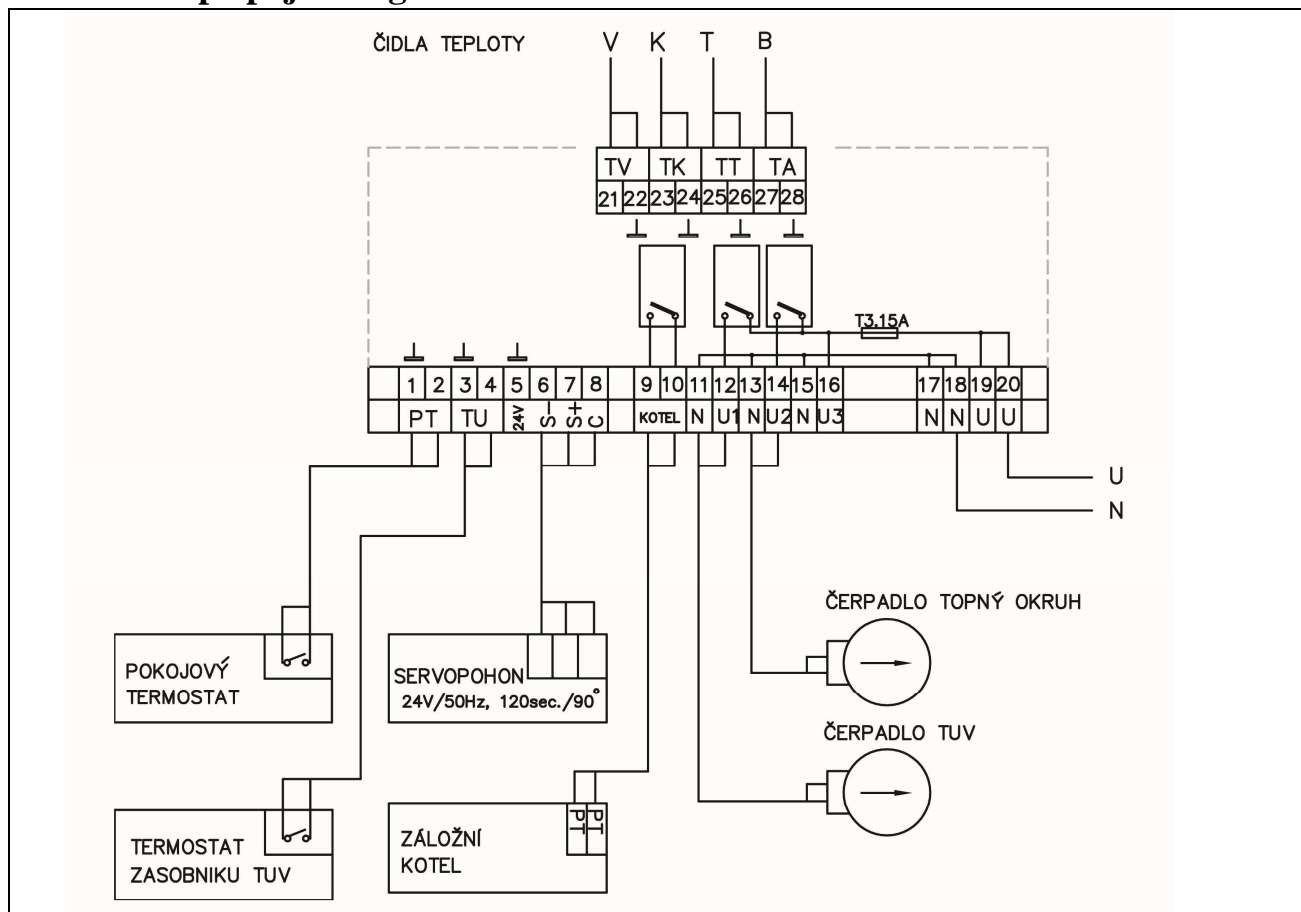 ČIDLA TEPLOTY V K T B
TV TK TT TA
21 22 23 24 25 26 27 28
T3.15A
1 2 3 4 5 6 7 8 9 10 11 12 13 14 15 16 17 18 19 20
PT TU 24V S- S+ C KOTEL N U1 N U2 N U3 N N U U
U
N
ČERPADLO TOPNÝ OKRUH
POKOJOVÝ
TERMOSTAT
SERVOPOHON
24V/50Hz, 120sec./90°
ČERPADLO TUV
TERMOSTAT
ZASOBNIKU TUV
ZÁLOŽNÍ
KOTEL
PT PT